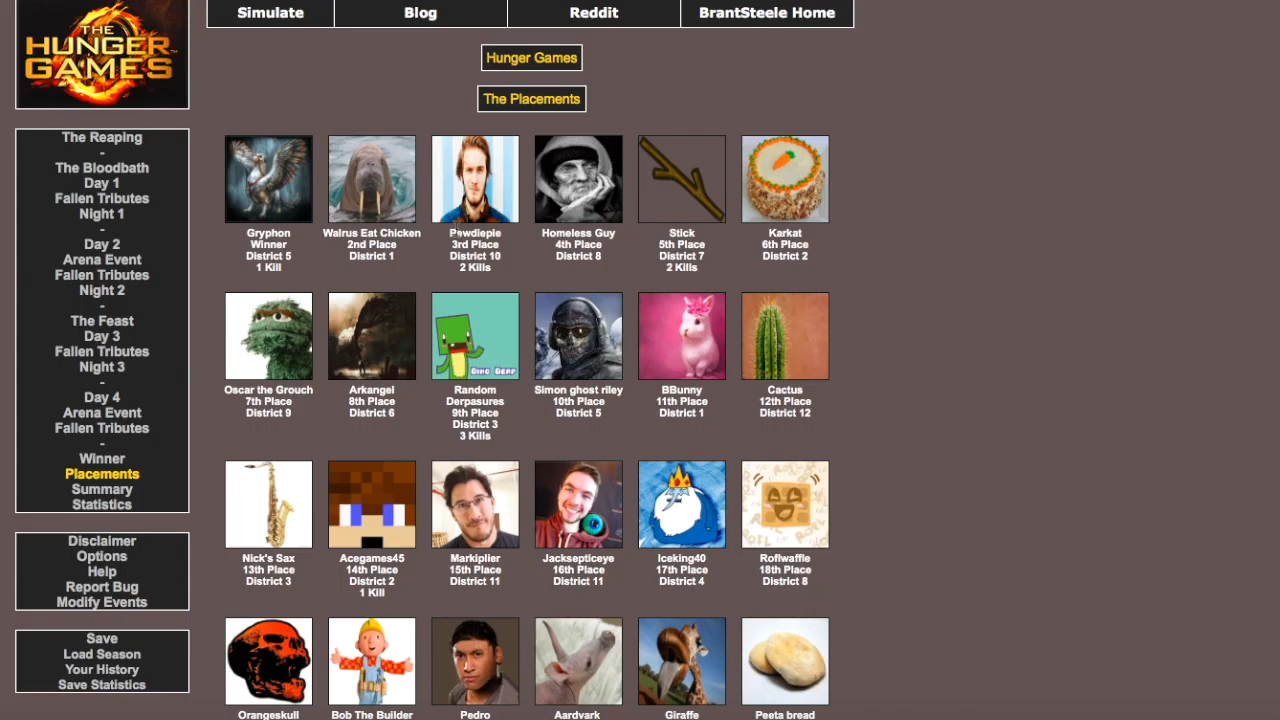 Simulate
Blog
Reddit
BrantSteele Home
THE
HUNGER
GAMES
Hunger Games
The Placements
The Reaping
-
The Bloodbath
Day 1
Fallen Tributes
Night 1
-
Day 2
Arena Event
Fallen Tributes
Night 2
-
The Feast
Day 3
Fallen Tributes
Night 3
-
Day 4
Arena Event
Fallen Tributes
-
Winner
Placements
Summary
Statistics
Disclaimer
Options
Help
Report Bug
Modify Events
Save
Load Season
Your History
Save Statistics
Gryphon
Winner
District 5
1 Kill
Walrus Eat Chicken
2nd Place
District 1
Pewdiepie
3rd Place
District 10
2 Kills
Homeless Guy
4th Place
District 8
Stick
5th Place
District 7
2 Kills
Karkat
6th Place
District 2
Oscar the Grouch
7th Place
District 9
Arkangel
8th Place
District 6
DINO DERP
Random
Derpasures
9th Place
District 3
3 Kills
Simon ghost riley
10th Place
District 5
BBunny
11th Place
District 1
Cactus
12th Place
District 12
Nick's Sax
13th Place
District 3
Acegames45
14th Place
District 2
1 Kill
Markiplier
15th Place
District 11
Jacksepticeye
16th Place
District 11
Iceking40
17th Place
District 4
Roflwaffle
18th Place
District 8
Orangeskull
Bob The Builder
Pedro
Aardvark
Giraffe
Peeta bread